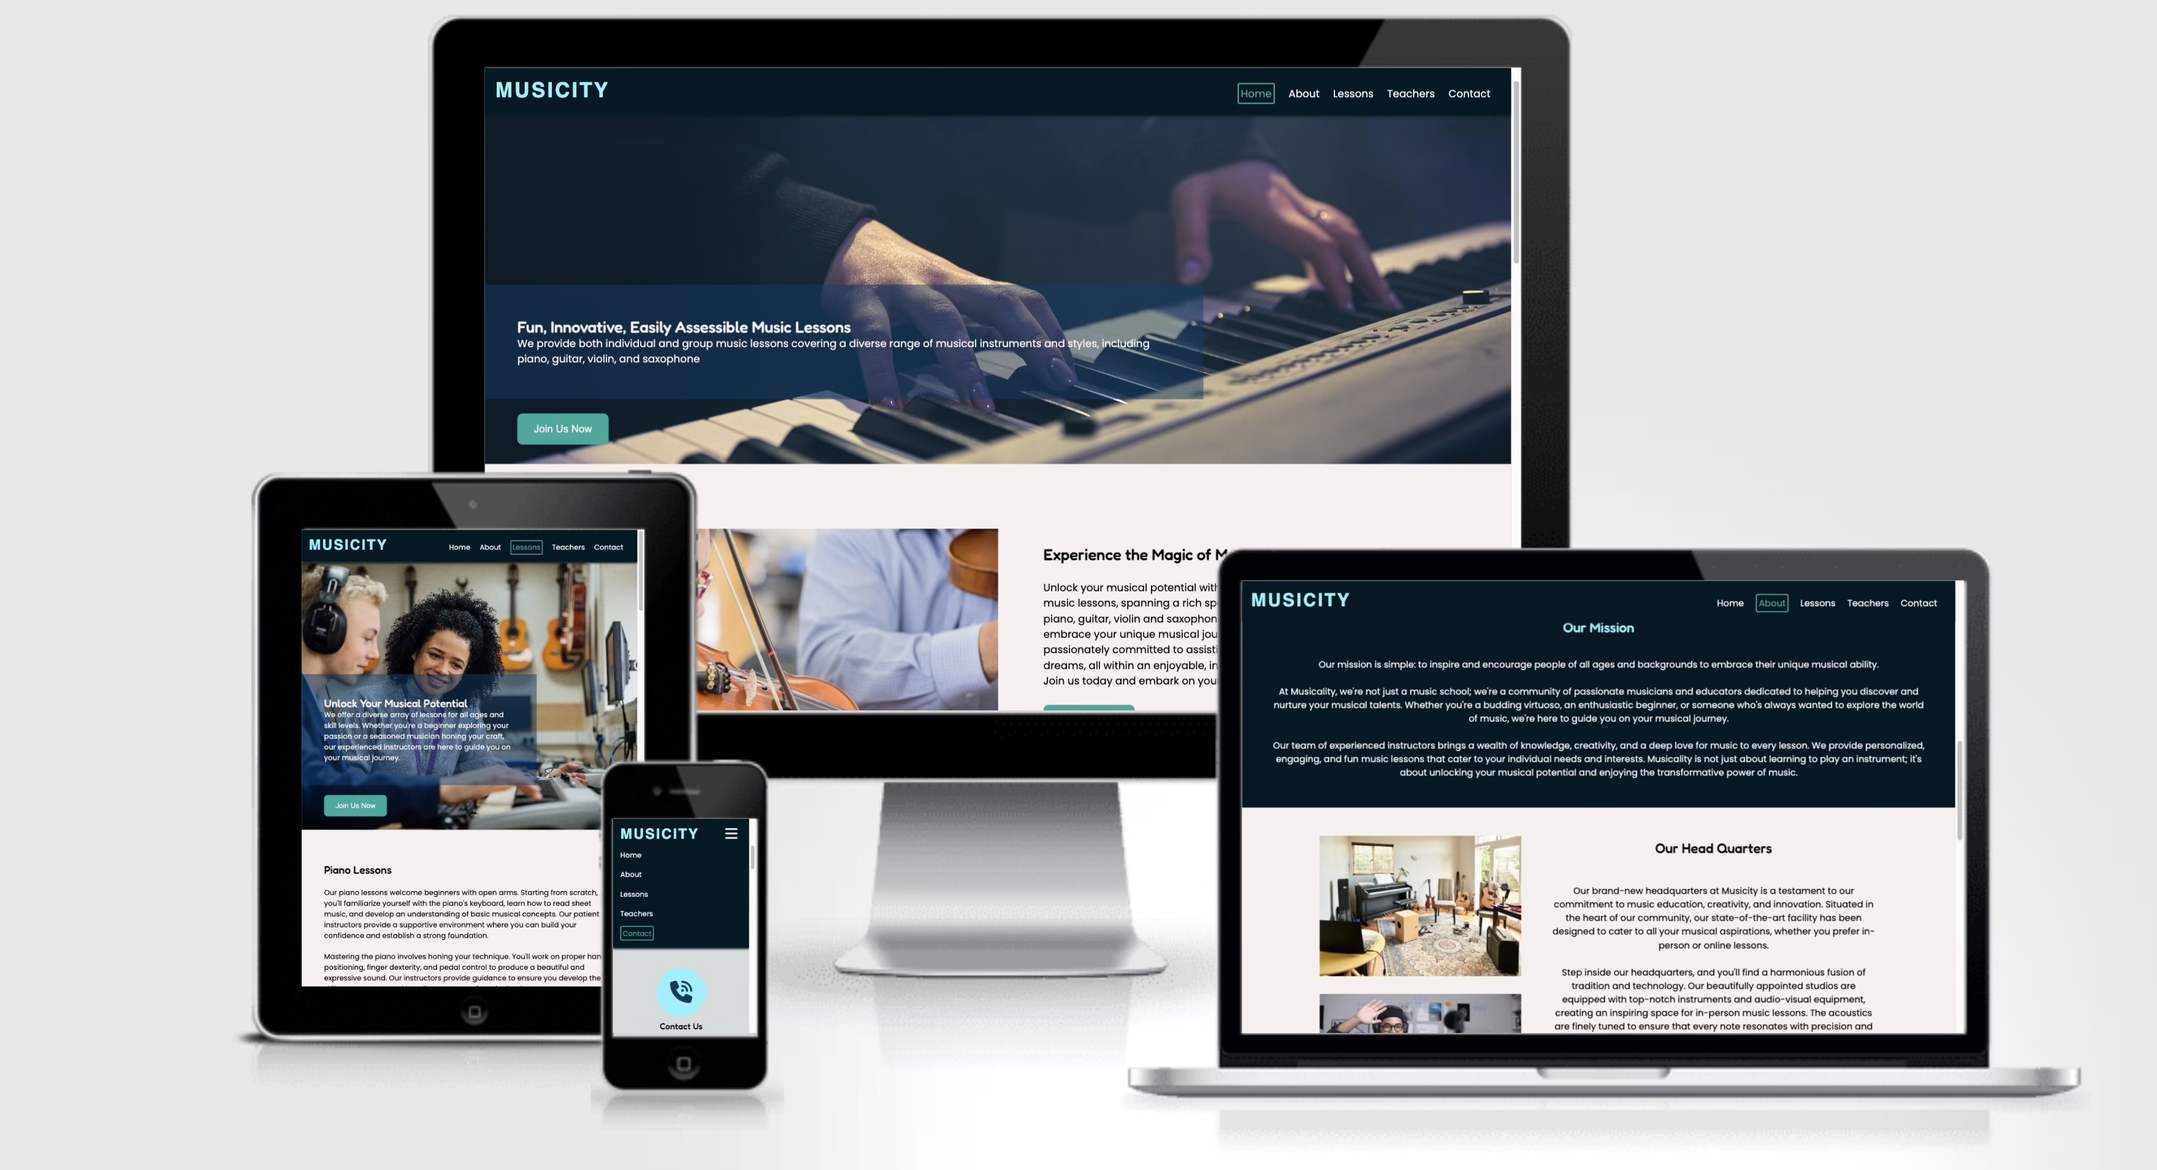 MUSICITY
Home About Lessons Teachers Contact
Fun, Innovative, Easily Assessible Music Lessons
We provide both individual and group music lessons covering a diverse range of musical instruments and styles, including
piano, guitar, violin, and saxophone
Join Us Now
Experience the Magic of M
Unlock your musical potential with
music lessons, spanning a rich sp
piano, guitar, violin and saxophon
embrace your unique musical jou
passionately committed to assisti
dreams, all within an enjoyable, in
Join us today and embark on you
MUSICITY
Home About Lessons Teachers Contact
Unlock Your Musical Potential
We offer a diverse array of lessons for all ages and
skill levels. Whether you're a beginner exploring your
passion or a seasoned musician honing your craft,
our experienced instructors are here to guide you on
your musical journey.
Join Us Now
Piano Lessons
Our piano lessons welcome beginners with open arms. Starting from scratch,
you'll familiarize yourself with the piano's keyboard, learn how to read sheet
music, and develop an understanding of basic musical concepts. Our patient
instructors provide a supportive environment where you can build your
confidence and establish a strong foundation.
Mastering the piano involves honing your technique. You'll work on proper han
positioning, finger dexterity, and pedal control to produce a beautiful and
expressive sound. Our instructors provide guidance to ensure you develop the
MUSICITY
Home
About
Lessons
Teachers
Contact
Contact Us
MUSICITY
Home About Lessons Teachers Contact
Our Mission
Our mission is simple: to inspire and encourage people of all ages and backgrounds to embrace their unique musical ability.
At Musicality, we're not just a music school; we're a community of passionate musicians and educators dedicated to helping you discover and
nurture your musical talents. Whether you're a budding virtuoso, an enthusiastic beginner, or someone who's always wanted to explore the world
of music, we're here to guide you on your musical journey.
Our team of experienced instructors brings a wealth of knowledge, creativity, and a deep love for music to every lesson. We provide personalized,
engaging, and fun music lessons that cater to your individual needs and interests. Musicality is not just about learning to play an instrument; it's
about unlocking your musical potential and enjoying the transformative power of music.
Our Head Quarters
Our brand-new headquarters at Musicity is a testament to our
commitment to music education, creativity, and innovation. Situated in
the heart of our community, our state-of-the-art facility has been
designed to cater to all your musical aspirations, whether you prefer in-
person or online lessons.
Step inside our headquarters, and you'll find a harmonious fusion of
tradition and technology. Our beautifully appointed studios are
equipped with top-notch instruments and audio-visual equipment,
creating an inspiring space for in-person music lessons. The acoustics
are finely tuned to ensure that every note resonates with precision and